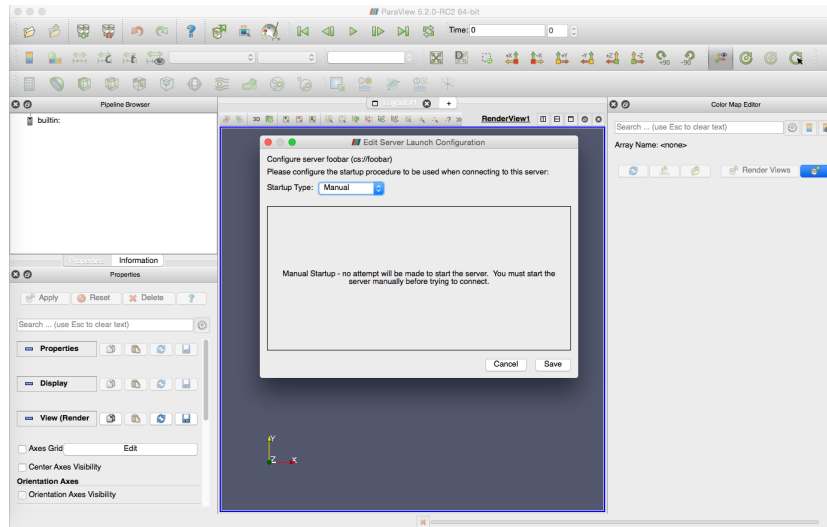 ParaView 5.2.0-RC2 64-bit
Time: 0
0
+X
-X
+Y
-Y
+Z
-Z
+90
-90
Pipeline Browser
Layout #1
+
Color Map Editor
builtin:
3D
RenderView1
Search ... (use Esc to clear text)
Array Name: <none>
Render Views
Edit Server Launch Configuration
Configure server foobar (cs://foobar)
Please configure the startup procedure to be used when connecting to this server:
Startup Type: Manual
Manual Startup - no attempt will be made to start the server. You must start the
server manually before trying to connect.
Cancel
Save
Properties
Information
Properties
Apply
Reset
Delete
?
Search ... (use Esc to clear text)
Properties
Display
View (Render
Axes Grid
Edit
Center Axes Visibility
Orientation Axes
Orientation Axes Visibility
Y
Z
X